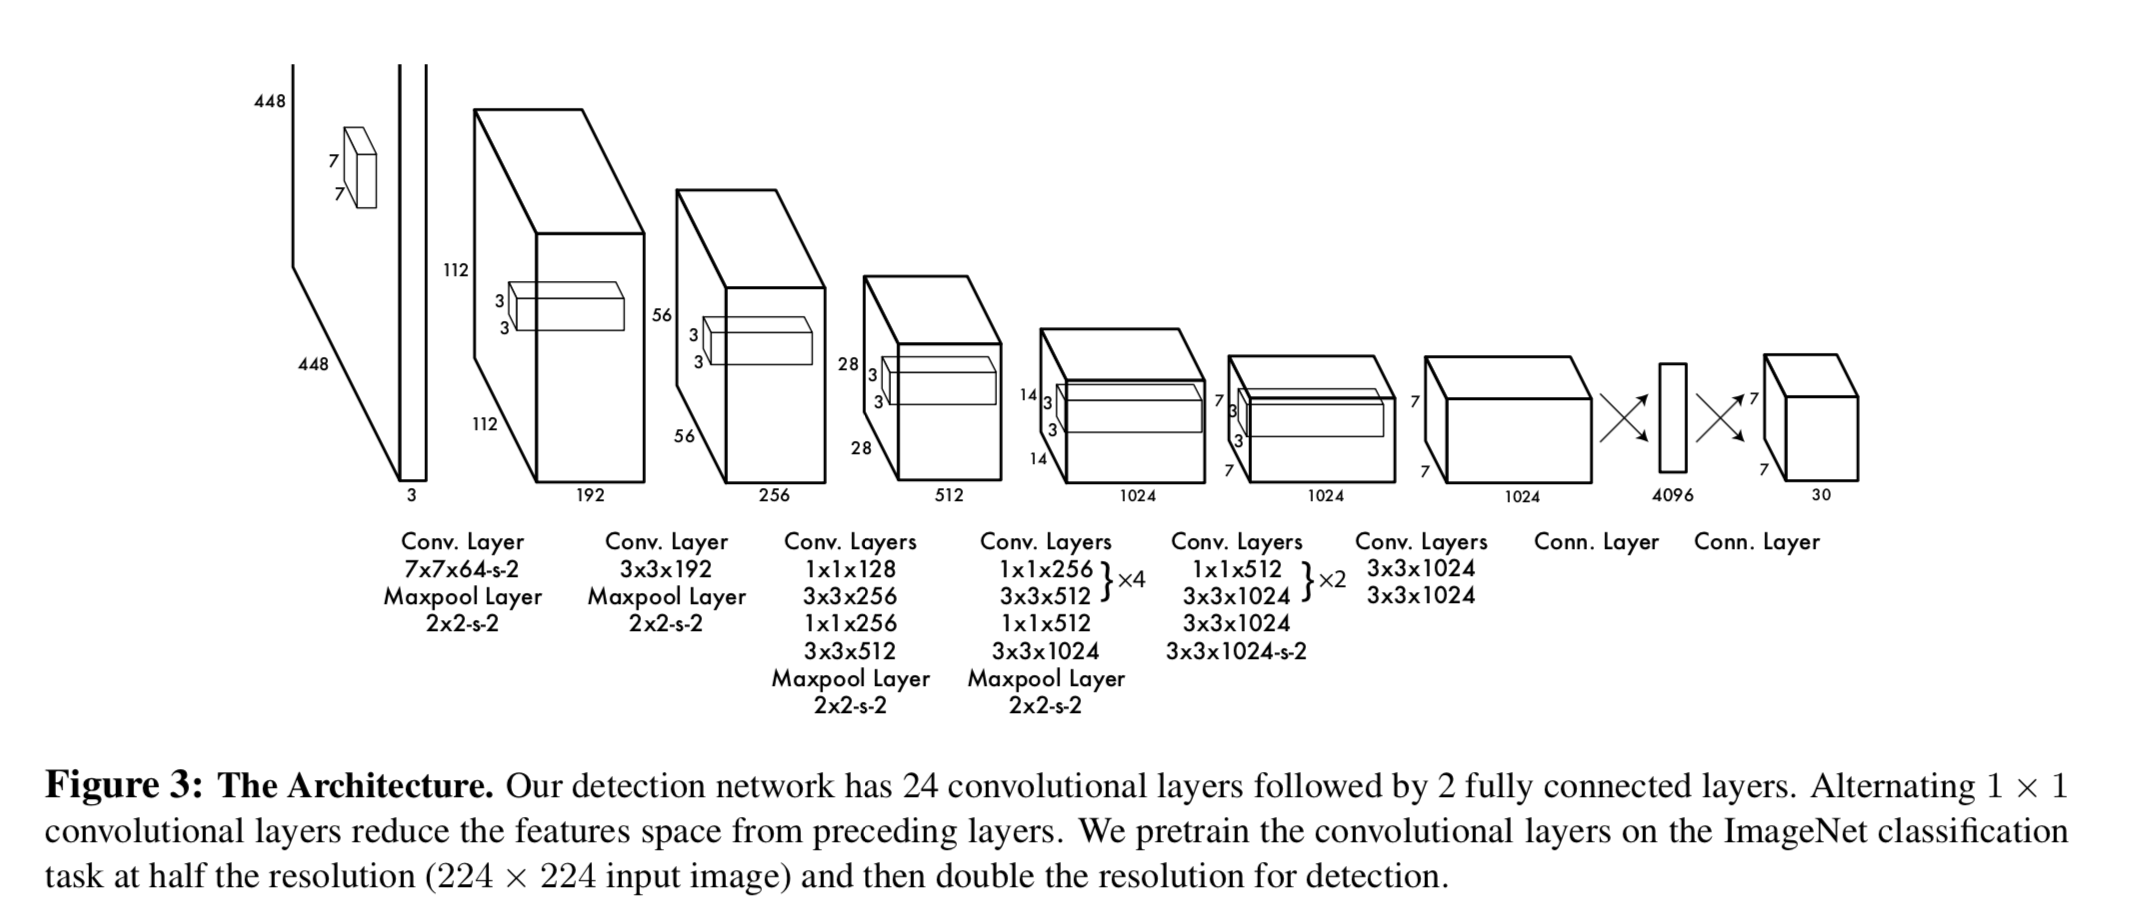 448
7
7
448
3
112
3
3
112
192
56
3
3
56
256
28
3
3
28
512
14
3
3
14
1024
7
3
3
7
1024
7
7
1024
4096
7
7
30
Conv. Layer
7x7x64-s-2
Maxpool Layer
2x2-s-2
Conv. Layer
3x3x192
Maxpool Layer
2x2-s-2
Conv. Layers
1x1x128
3x3x256
1x1x256
3x3x512
Maxpool Layer
2x2-s-2
Conv. Layers
1x1x256
3x3x512
}×4
1x1x512
3x3x1024
Maxpool Layer
2x2-s-2
Conv. Layers
1x1x512
3x3x1024
}×2
3x3x1024
3x3x1024-s-2
Conv. Layers
3x3x1024
3x3x1024
Conn. Layer
Conn. Layer
Figure 3: The Architecture. Our detection network has 24 convolutional layers followed by 2 fully connected layers. Alternating 1 × 1
convolutional layers reduce the features space from preceding layers. We pretrain the convolutional layers on the ImageNet classification
task at half the resolution (224 × 224 input image) and then double the resolution for detection.